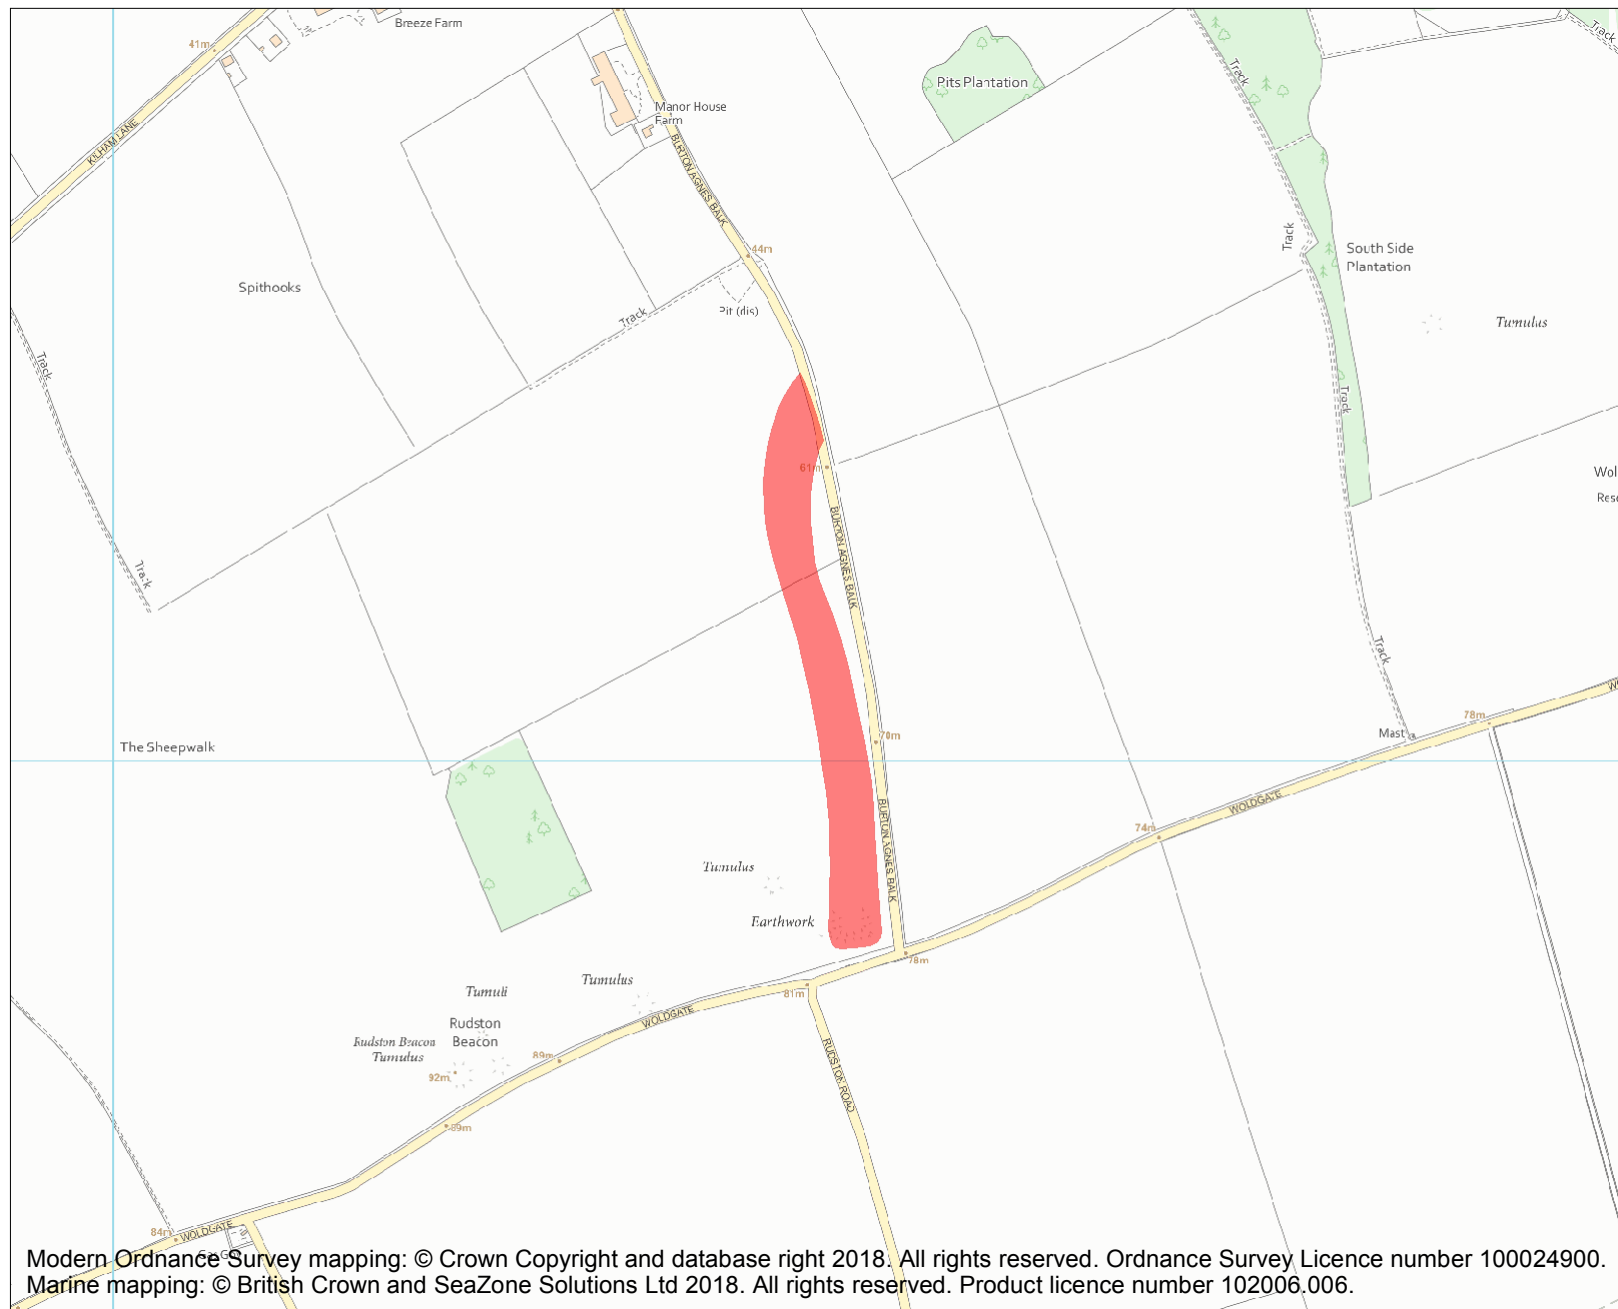 Breeze Farm
41m
KILHAM LANE
Manor House
Farm
BURTON AGNES BALK
Pits Plantation
Track
Track
44m
Track
South Side
Plantation
Spithooks
Pit (dis)
Track
Tumulus
Track
Track
61m
BURTON AGNES BALK
Track
Track
The Sheepwalk
70m
78m
Mast
WOLDGATE
74m
BURTON AGNES BALK
Tumulus
Earthwork
78m
Tumulus
Tumuli
81m
WOLDGATE
Rudston
Beacon
Rudston Beacon
Tumulus
89m
92m
RUDSTON ROAD
89m
84m
WOLDGATE
Modern Ordnance Survey mapping: © Crown Copyright and database right 2018. All rights reserved. Ordnance Survey Licence number 100024900.
Marine mapping: © British Crown and SeaZone Solutions Ltd 2018. All rights reserved. Product licence number 102006.006.